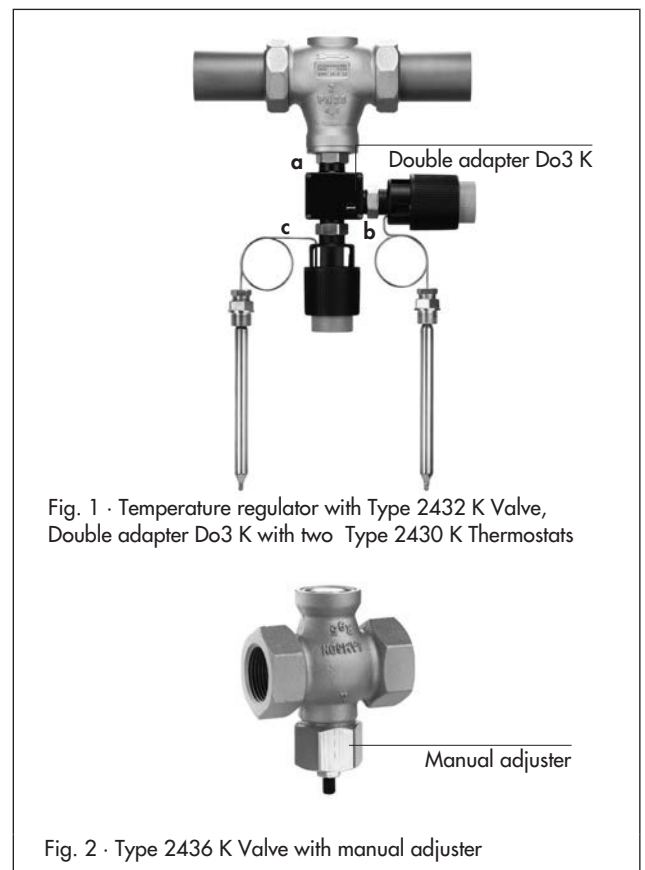 a
Double adapter Do3 K
c
b
Fig. 1 · Temperature regulator with Type 2432 K Valve,
Double adapter Do3 K with two Type 2430 K Thermostats
Manual adjuster
Fig. 2 · Type 2436 K Valve with manual adjuster